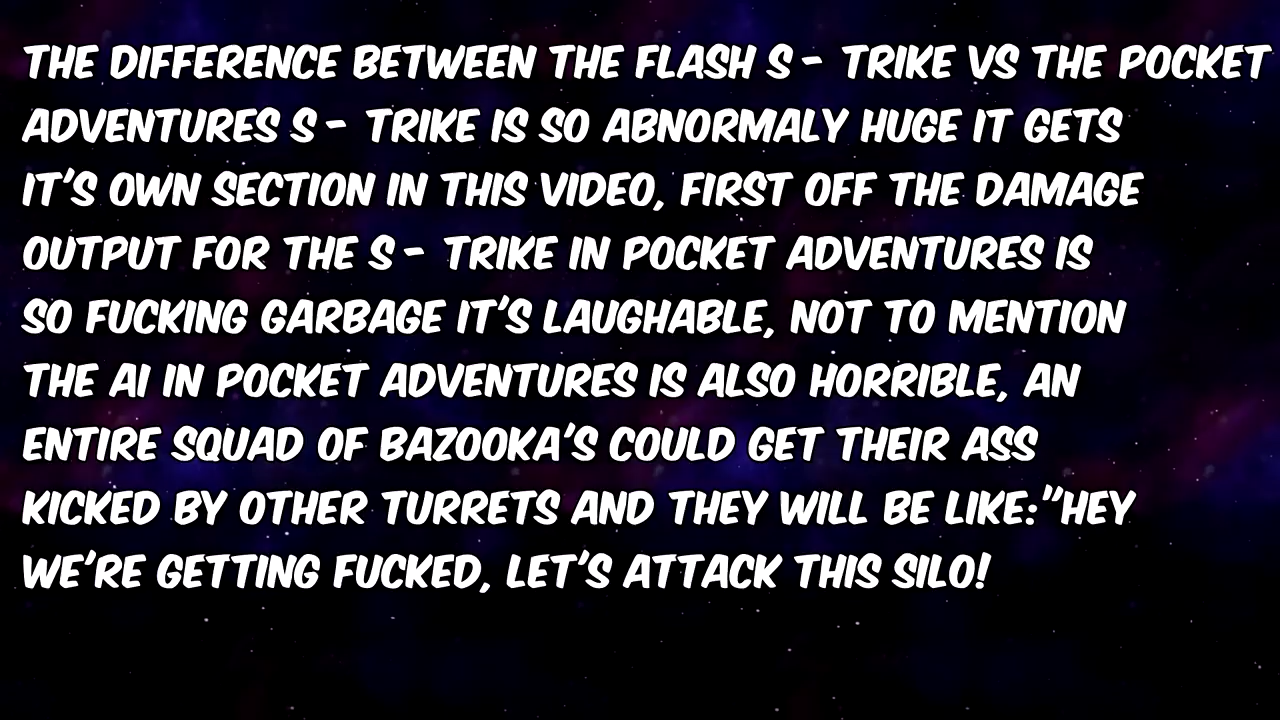 THE DIFFERENCE BETWEEN THE FLASH S - TRIKE VS THE POCKET
ADVENTURES S - TRIKE IS SO ABNORMALY HUGE IT GETS
IT'S OWN SECTION IN THIS VIDEO, FIRST OFF THE DAMAGE
OUTPUT FOR THE S - TRIKE IN POCKET ADVENTURES IS
SO FUCKING GARBAGE IT'S LAUGHABLE, NOT TO MENTION
THE AI IN POCKET ADVENTURES IS ALSO HORRIBLE, AN
ENTIRE SQUAD OF BAZOOKA'S COULD GET THEIR ASS
KICKED BY OTHER TURRETS AND THEY WILL BE LIKE:"HEY
WE'RE GETTING FUCKED, LET'S ATTACK THIS SILO!